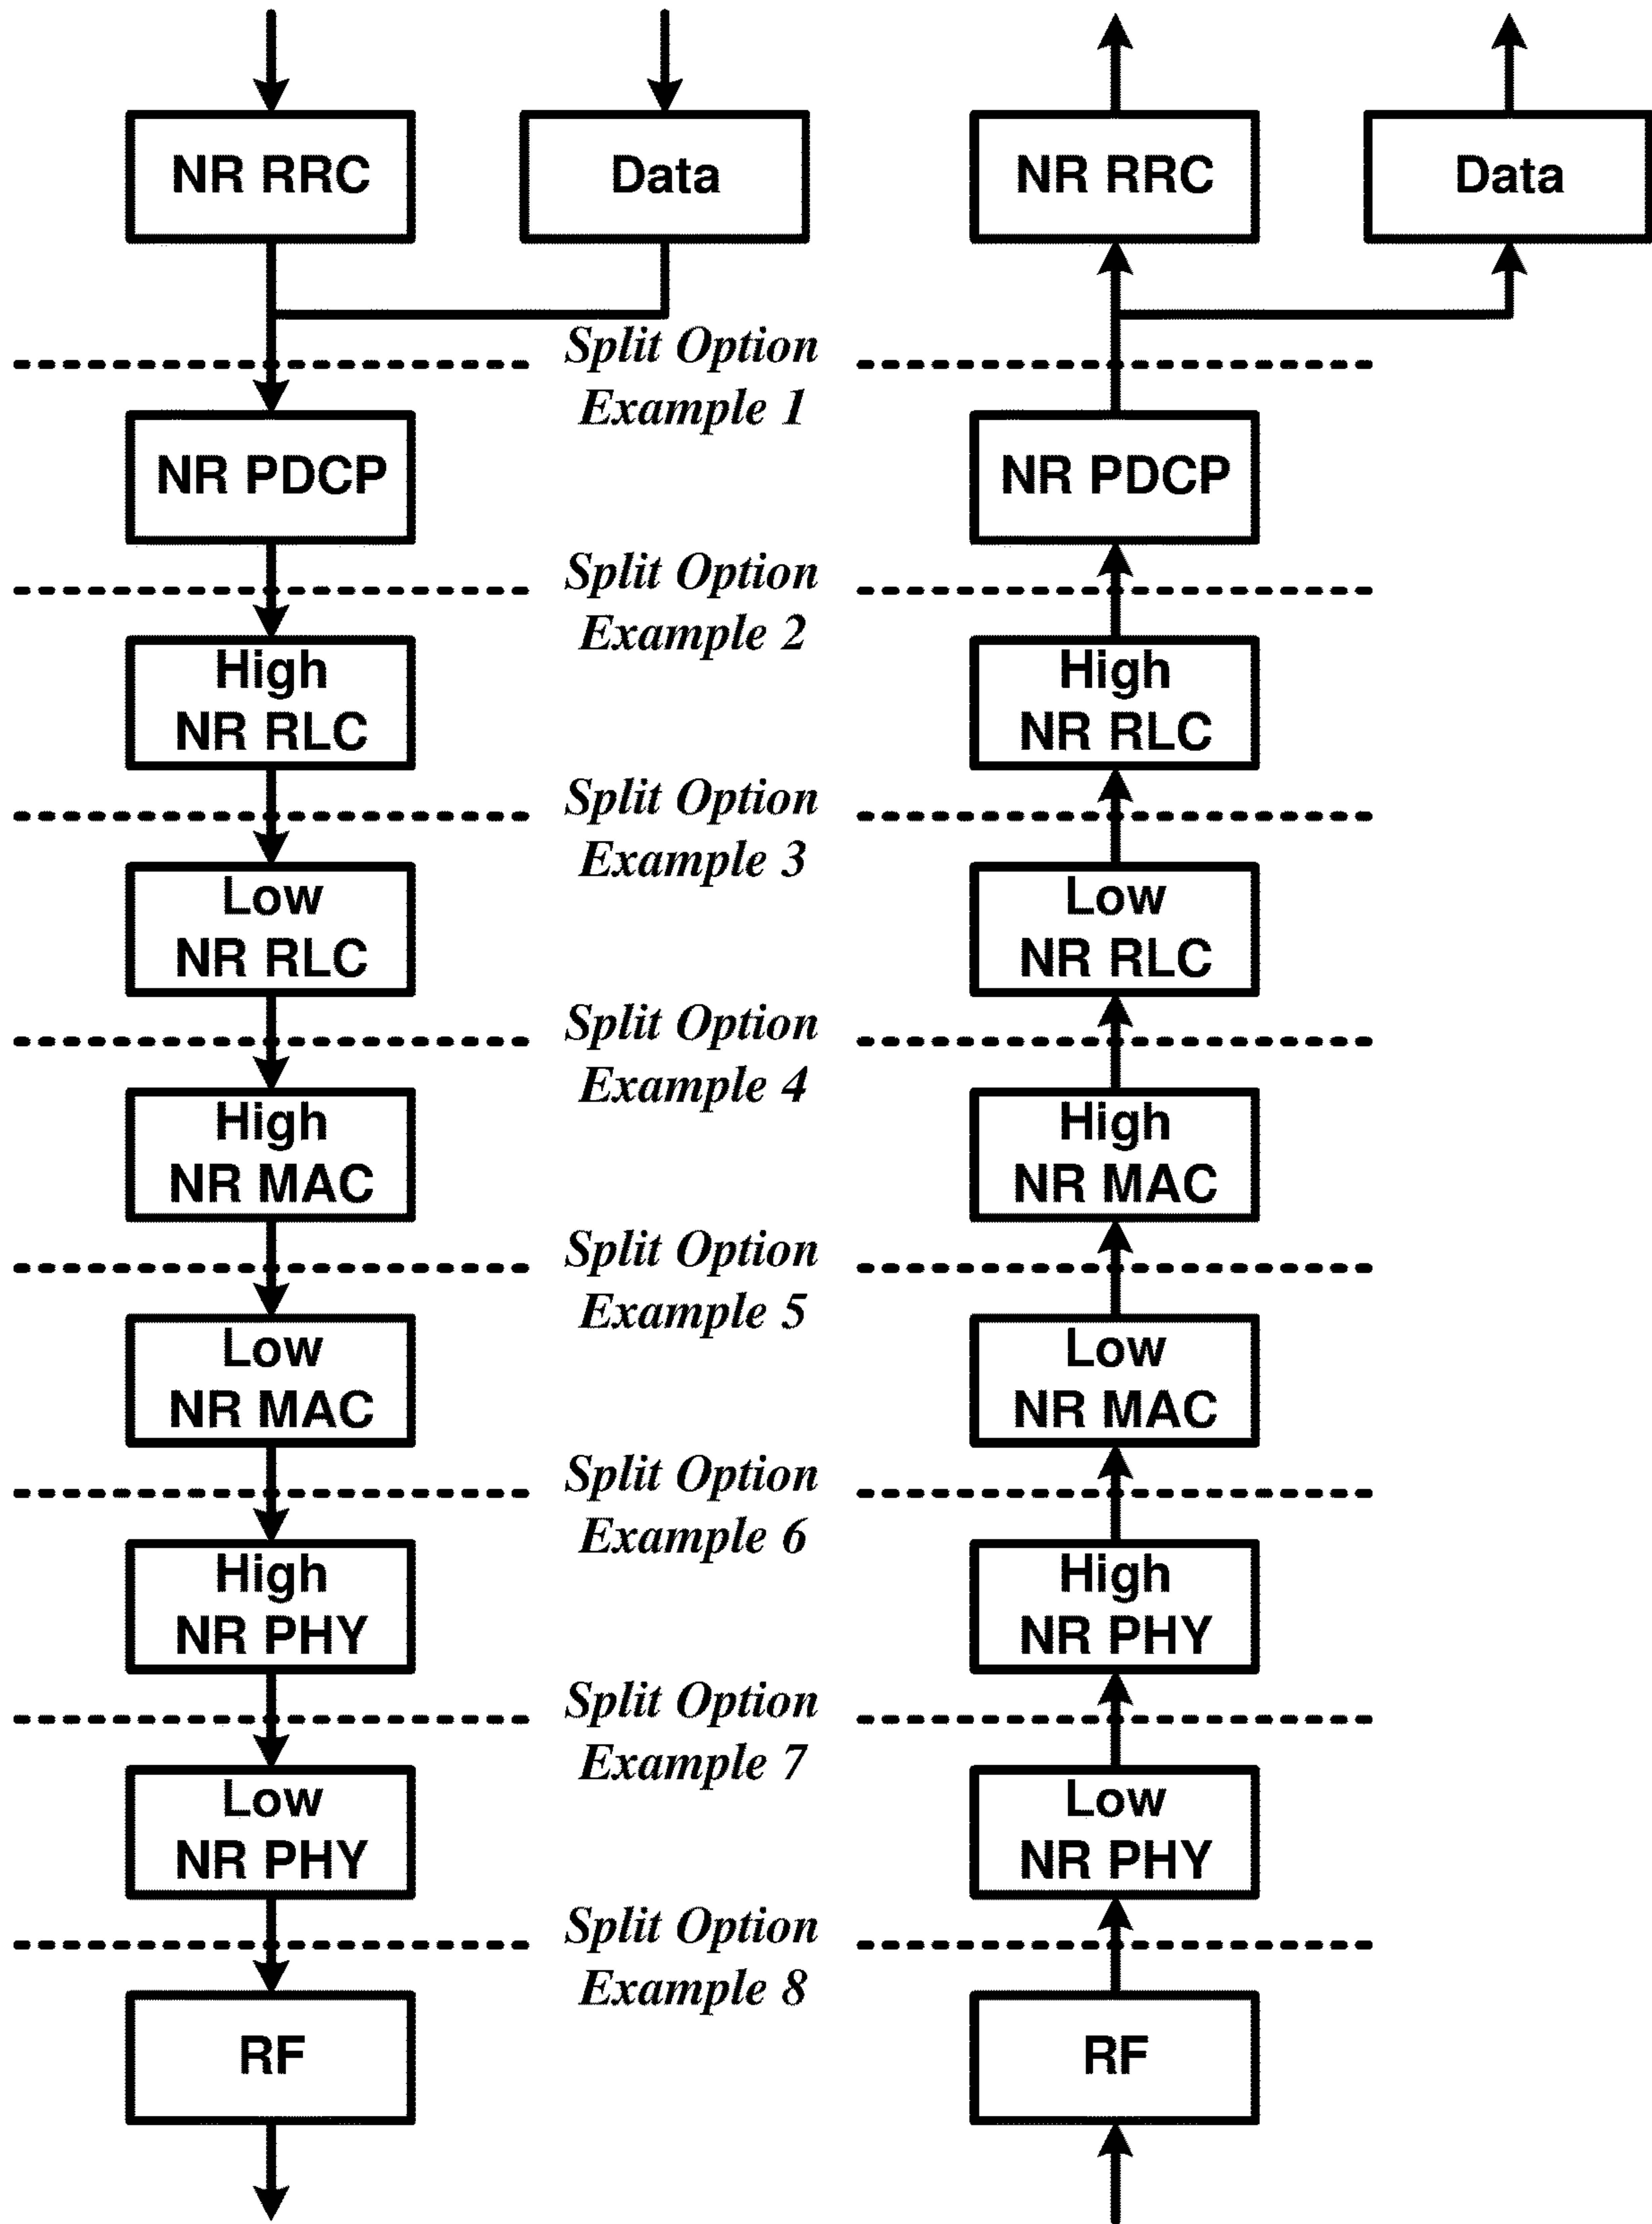 NR RRC
Data
NR RRC
Data
Split Option
Example 1
NR PDCP
NR PDCP
Split Option
Example 2
High
NR RLC
High
NR RLC
Split Option
Example 3
Low
NR RLC
Low
NR RLC
Split Option
Example 4
High
NR MAC
High
NR MAC
Split Option
Example 5
Low
NR MAC
Low
NR MAC
Split Option
Example 6
High
NR PHY
High
NR PHY
Split Option
Example 7
Low
NR PHY
Low
NR PHY
Split Option
Example 8
RF
RF